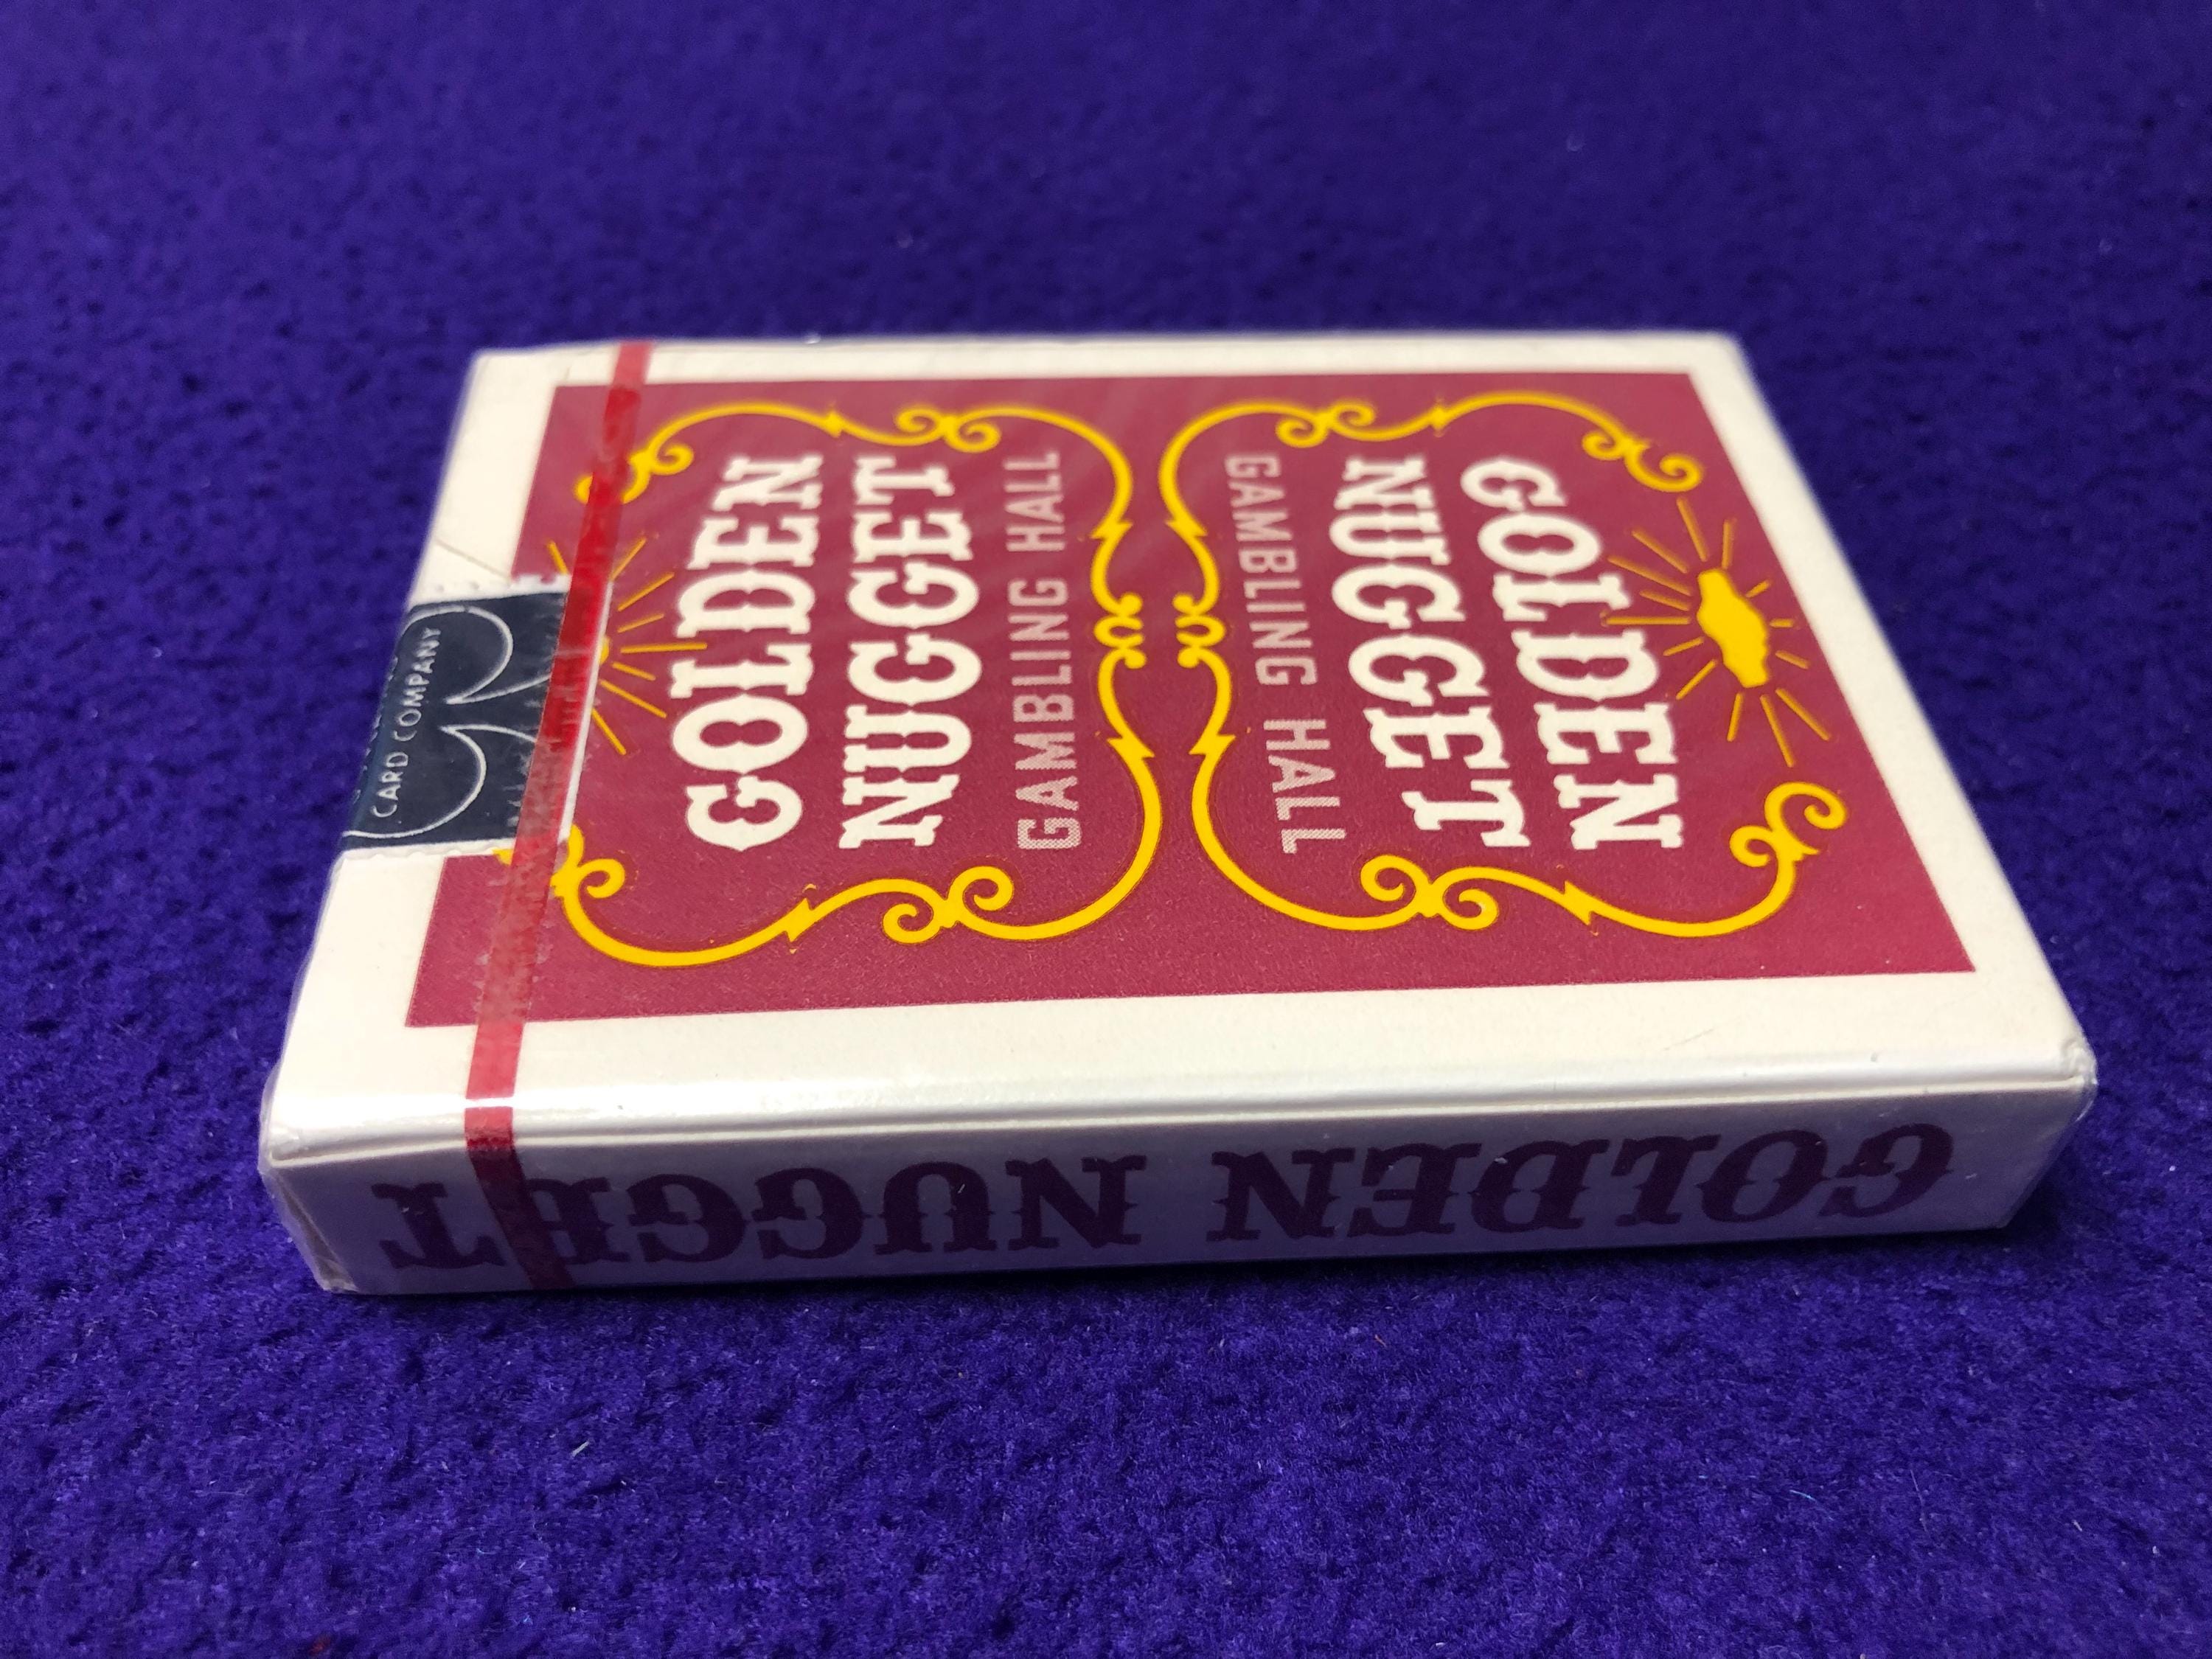 GOLDEN
NUGGET
GAMBLING HALL
GAMBLING HALL
NUGGET
GOLDEN
CARD COMPANY
GOLDEN NUGGET